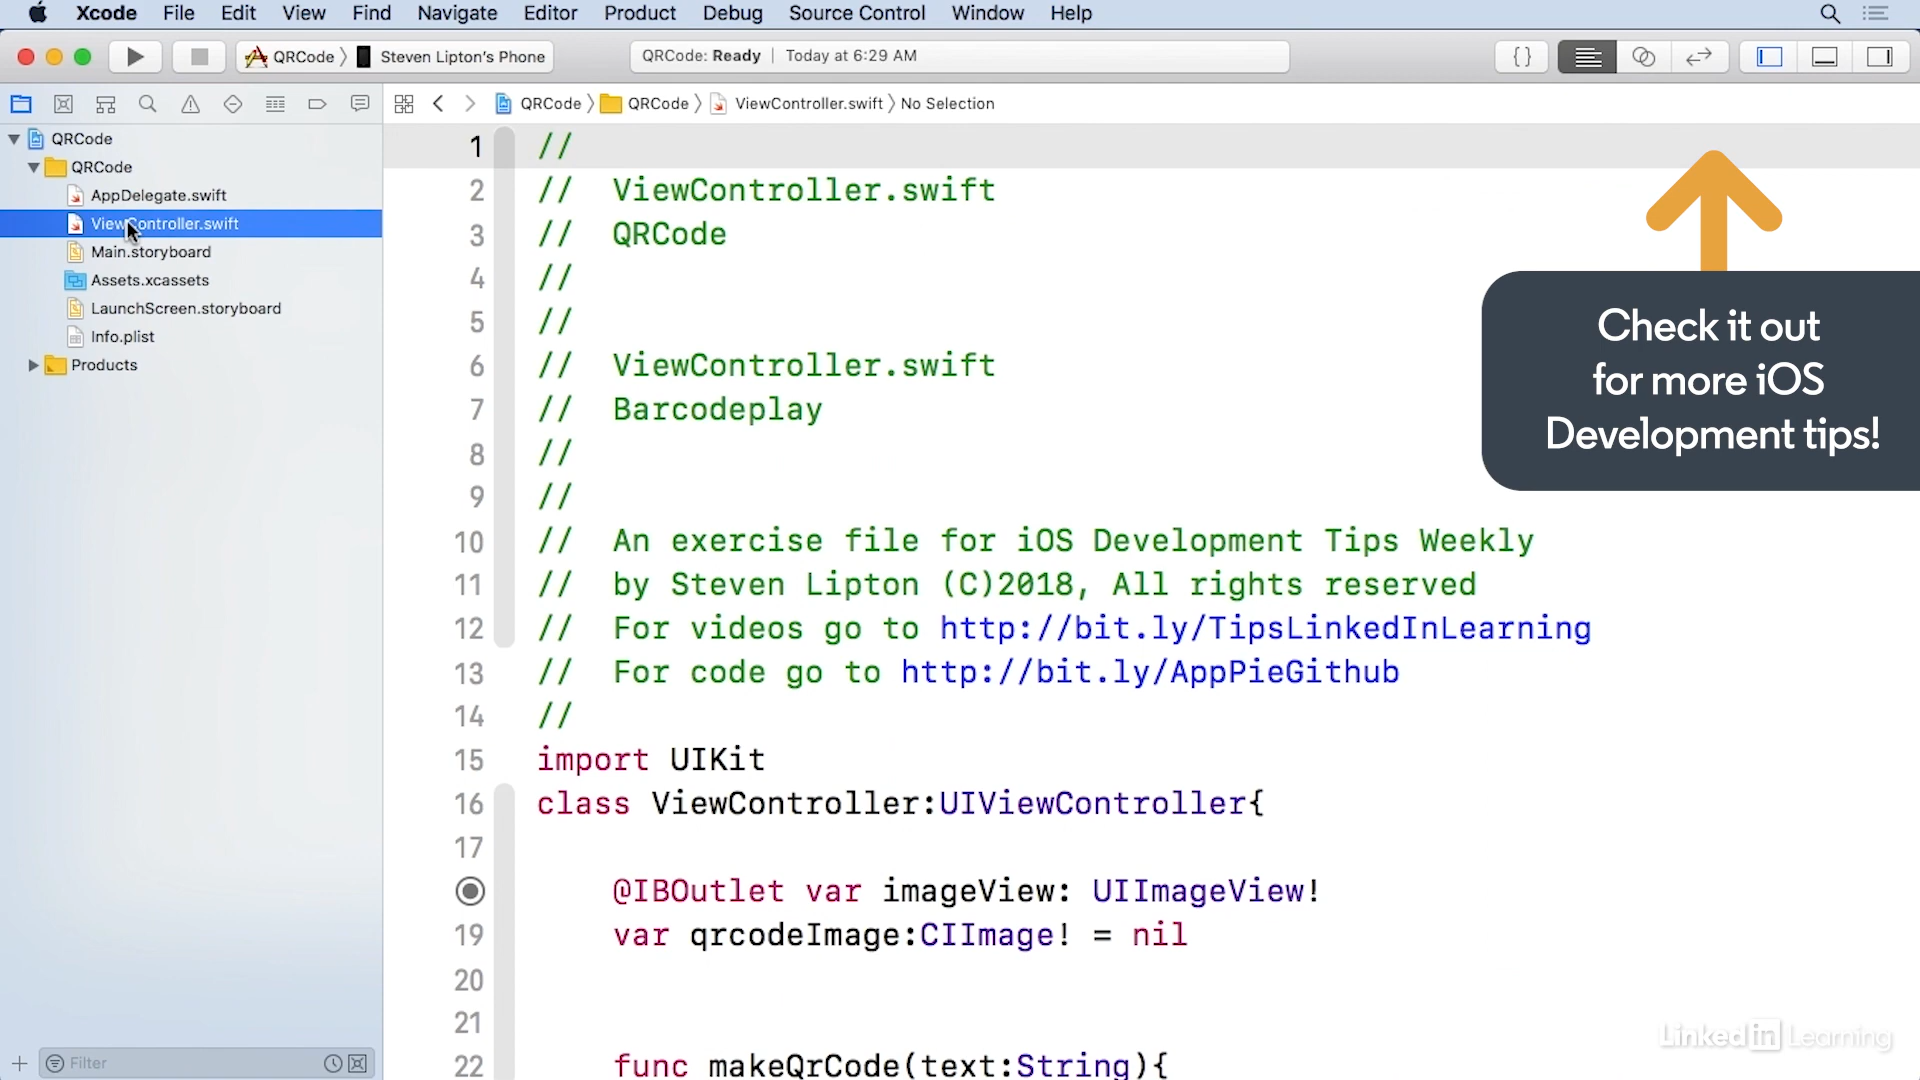 Xcode File Edit View Find Navigate Editor Product Debug Source Control Window Help
QRCode Steven Lipton's Phone
QRCode: Ready | Today at 6:29 AM
{}
QRCode QRCode ViewController.swift No Selection
QRCode
QRCode
AppDelegate.swift
ViewController.swift
Main.storyboard
Assets.xcassets
LaunchScreen.storyboard
Info.plist
Products
Filter
1 //
2 // ViewController.swift
3 // QRCode
4 //
5 //
6 // ViewController.swift
7 // Barcodeplay
8 //
9 //
10 // An exercise file for iOS Development Tips Weekly
11 // by Steven Lipton (C)2018, All rights reserved
12 // For videos go to http://bit.ly/TipsLinkedInLearning
13 // For code go to http://bit.ly/AppPieGithub
14 //
15 import UIKit
16 class ViewController:UIViewController{
17
@IBOutlet var imageView: UIImageView!
19 var qrcodeImage:CIImage! = nil
20
21
22 func makeQrCode(text:String){
Check it out
for more iOS
Development tips!
Linked in Learning